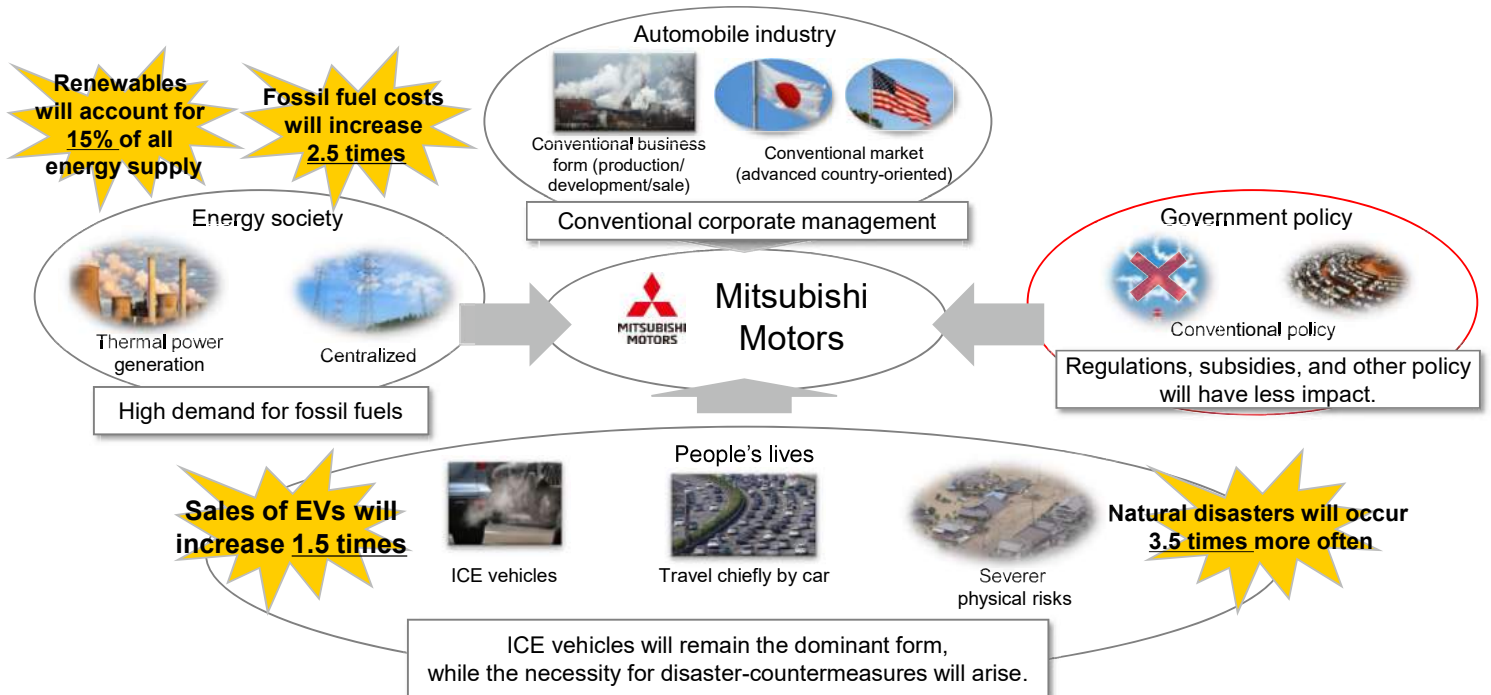 Automobile industry
Conventional business
form (production/
development/sale)
Conventional market
(advanced country-oriented)
Conventional corporate management
Renewables
will account for
15% of all
energy supply
Fossil fuel costs
will increase
2.5 times
Energy society
Thermal power
generation
Centralized
High demand for fossil fuels
MITSUBISHI
MOTORS
Mitsubishi
Motors
Government policy
Conventional policy
Regulations, subsidies, and other policy
will have less impact.
People's lives
Sales of EVs will
increase 1.5 times
ICE vehicles
Travel chiefly by car
Severer
physical risks
Natural disasters will occur
3.5 times more often
ICE vehicles will remain the dominant form,
while the necessity for disaster-countermeasures will arise.